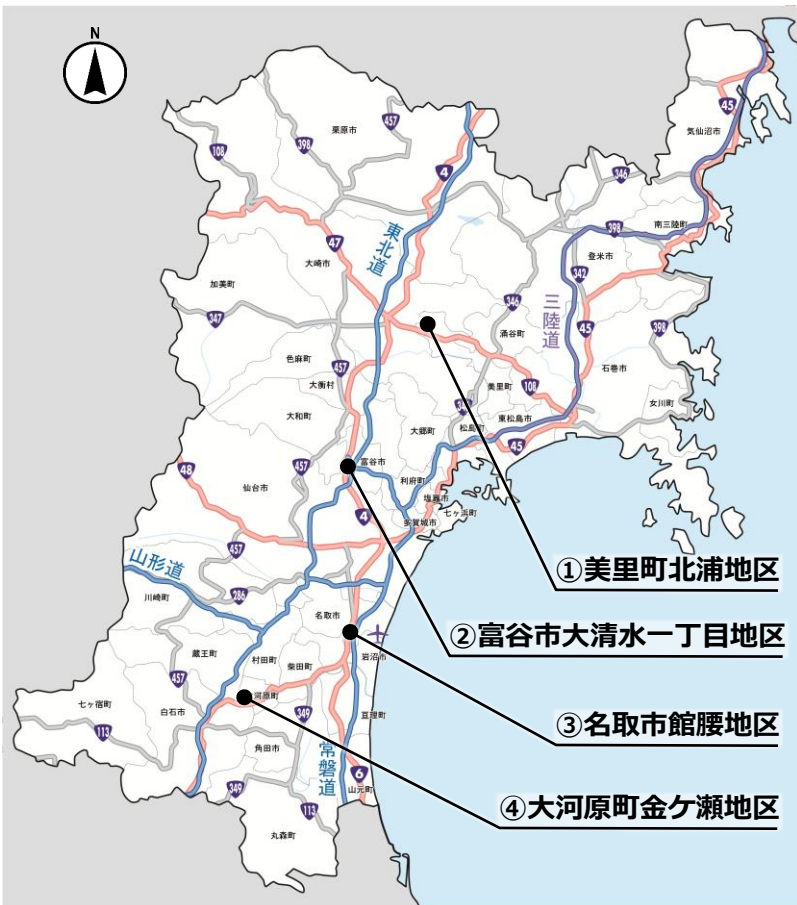 N
栗原市
457
398
108
4
45
気仙沼市
346
南三陸町
398
登米市
東北道
47
大崎市
加美町
342
三陸道
346
45
398
347
涌谷町
石巻市
色麻町
457
大衡村
美里町
108
女川町
大和町
大郷町
松島町
東松島市
45
富谷市
48
457
仙台市
利府町
塩竈市
4
多賀城市
七ヶ浜町
457
山形道
①美里町北浦地区
川崎町
286
名取市
②富谷市大清水一丁目地区
岩沼市
蔵王町
村田町
柴田町
457
河原町
七ヶ宿町
白石市
349
亘理町
③名取市館腰地区
113
角田市
常磐道
6
349
山元町
④大河原町金ケ瀬地区
113
丸森町